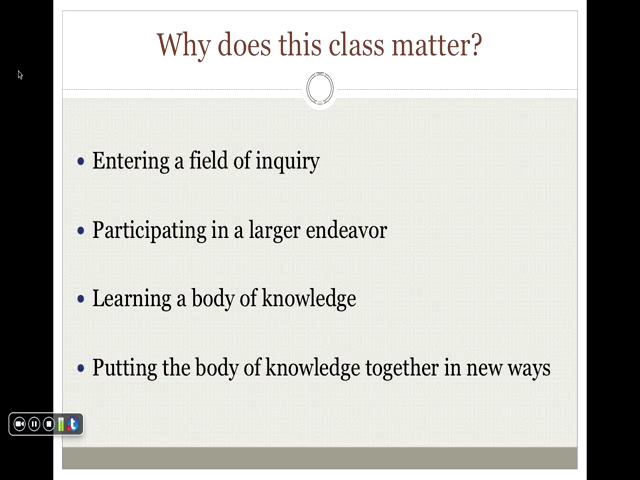 Why does this class matter?
• Entering a field of inquiry
• Participating in a larger endeavor
• Learning a body of knowledge
• Putting the body of knowledge together in new ways